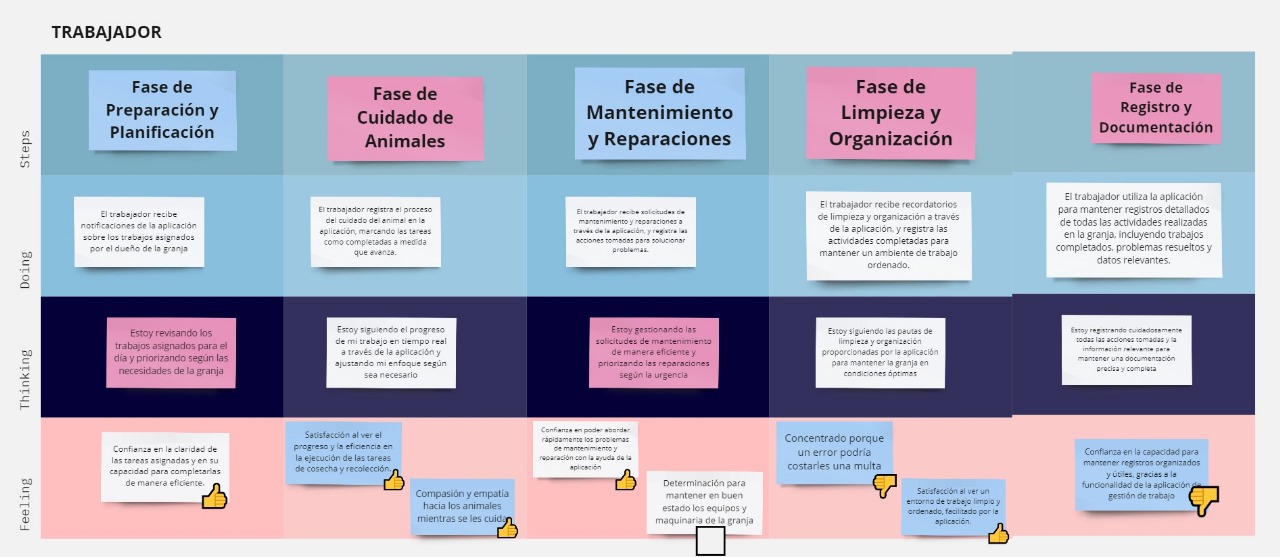 TRABAJADOR
Steps
Fase de
Preparación y
Planificación
Fase de
Cuidado de
Animales
Fase de
Mantenimiento
y Reparaciones
Fase de
Limpieza y
Organización
Fase de
Registro y
Documentación
Doing
El trabajador recibe
notificaciones de la aplicación
sobre los trabajos asignados
por el dueño de la granja
El trabajador registra el proceso
del cuidado del animal en la
aplicación, marcando las tareas
como completadas a medida
que avanza.
El trabajador recibe solicitudes de
mantenimiento y reparaciones a
través de la aplicación, y registra las
acciones tomadas para solucionar
problemas.
El trabajador recibe recordatorios
de limpieza y organización a través
de la aplicación, y registra las
actividades completadas para
mantener un ambiente de trabajo
ordenado.
El trabajador utiliza la aplicación
para mantener registros detallados
de todas las actividades realizadas
en la granja, incluyendo trabajos
completados, problemas resueltos y
datos relevantes.
Thinking
Estoy revisando los
trabajos asignados para el
día y priorizando según las
necesidades de la granja
Estoy siguiendo el progreso
de mi trabajo en tiempo real
a través de la aplicación y
ajustando mi enfoque según
sea necesario
Estoy gestionando las
solicitudes de mantenimiento
de manera eficiente y
priorizando las reparaciones
según la urgencia
Estoy siguiendo las pautas de
limpieza y organización
proporcionadas por la aplicación
para mantener la granja en
condiciones óptimas
Estoy registrando cuidadosamente
todas las acciones tomadas y la
información relevante para
mantener una documentación
precisa y completa
Feeling
Confianza en la claridad de
las tareas asignadas y en su
capacidad para completarlas
de manera eficiente.
Satisfacción al ver el
progreso y la eficiencia en
la ejecución de las tareas
de cosecha y recolección.
Compasión y empatía
hacia los animales
mientras se les cuida
Confianza en poder abordar
rápidamente los problemas
de mantenimiento y
reparación con la ayuda de la
aplicación
Determinación para
mantener en buen
estado los equipos y
maquinaria de la granja
Concentrado porque
un error podría
costarles una multa
Satisfacción al ver un
entorno de trabajo limpio y
ordenado, facilitado por la
aplicación.
Confianza en la capacidad para
mantener registros organizados
y útiles, gracias a la
funcionalidad de la aplicación de
gestión de trabajo